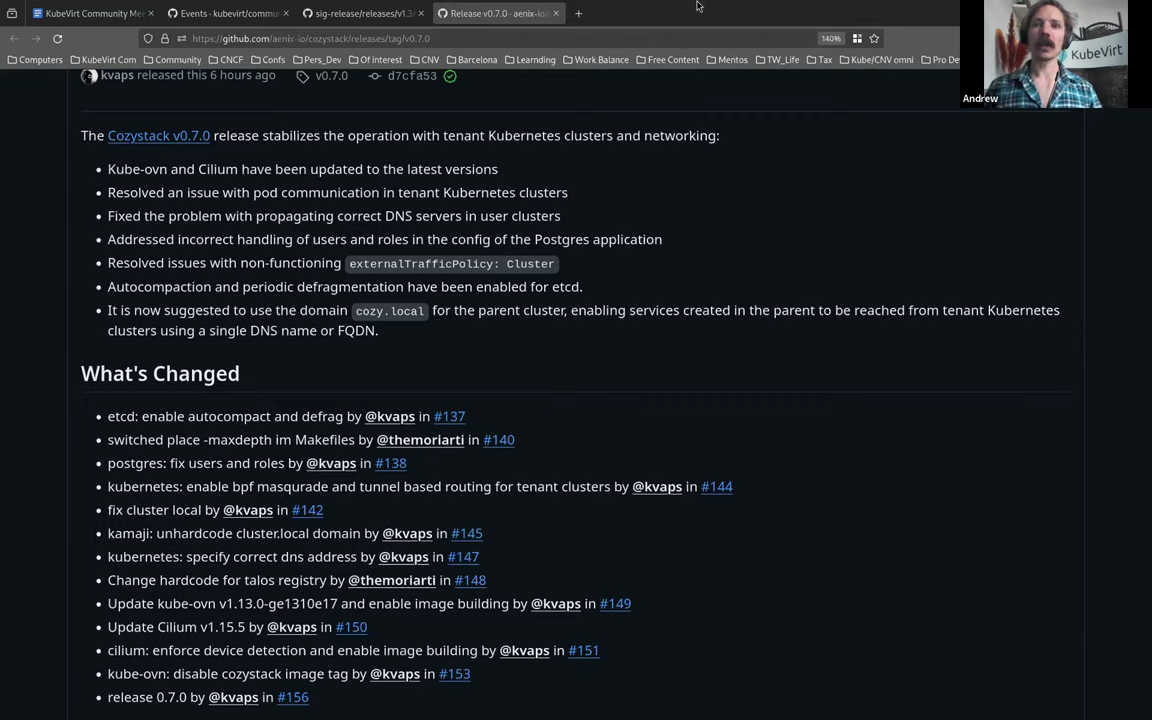 KubeVirt Community Mee
Events · kubevirt/commu
sig-release/releases/v1.3
Release v0.7.0 · aenix-io/
https://github.com/aenix-io/cozystack/releases/tag/v0.7.0
140%
Computers
KubeVirt Com
Community
CNCF
Confs
Pers_Dev
Of interest
CNV
Barcelona
Learnding
Work Balance
Free Content
Mentos
TW_Life
Tax
Kube/CNV omni
Pro De
KubeVirt
Andrew
kvaps released this 6 hours ago
v0.7.0
d7cfa53
The Cozystack v0.7.0 release stabilizes the operation with tenant Kubernetes clusters and networking:
• Kube-ovn and Cilium have been updated to the latest versions
• Resolved an issue with pod communication in tenant Kubernetes clusters
• Fixed the problem with propagating correct DNS servers in user clusters
• Addressed incorrect handling of users and roles in the config of the Postgres application
• Resolved issues with non-functioning externalTrafficPolicy: Cluster
• Autocompaction and periodic defragmentation have been enabled for etcd.
• It is now suggested to use the domain cozy.local for the parent cluster, enabling services created in the parent to be reached from tenant Kubernetes
clusters using a single DNS name or FQDN.
What's Changed
• etcd: enable autocompact and defrag by @kvaps in #137
• switched place -maxdepth im Makefiles by @themoriarti in #140
• postgres: fix users and roles by @kvaps in #138
• kubernetes: enable bpf masqurade and tunnel based routing for tenant clusters by @kvaps in #144
• fix cluster local by @kvaps in #142
• kamaji: unhardcode cluster.local domain by @kvaps in #145
• kubernetes: specify correct dns address by @kvaps in #147
• Change hardcode for talos registry by @themoriarti in #148
• Update kube-ovn v1.13.0-ge1310e17 and enable image building by @kvaps in #149
• Update Cilium v1.15.5 by @kvaps in #150
• cilium: enforce device detection and enable image building by @kvaps in #151
• kube-ovn: disable cozystack image tag by @kvaps in #153
• release 0.7.0 by @kvaps in #156